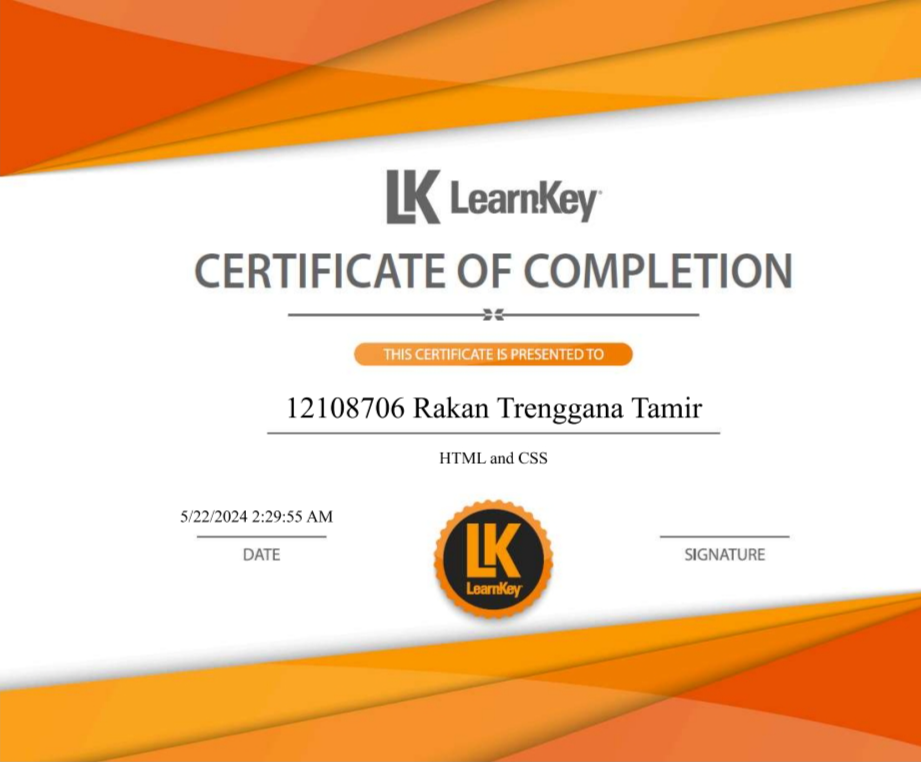 LK LearnKey
CERTIFICATE OF COMPLETION
THIS CERTIFICATE IS PRESENTED TO
12108706 Rakan Trenggana Tamir
HTML and CSS
5/22/2024 2:29:55 AM
DATE
LK
LearnKey
SIGNATURE